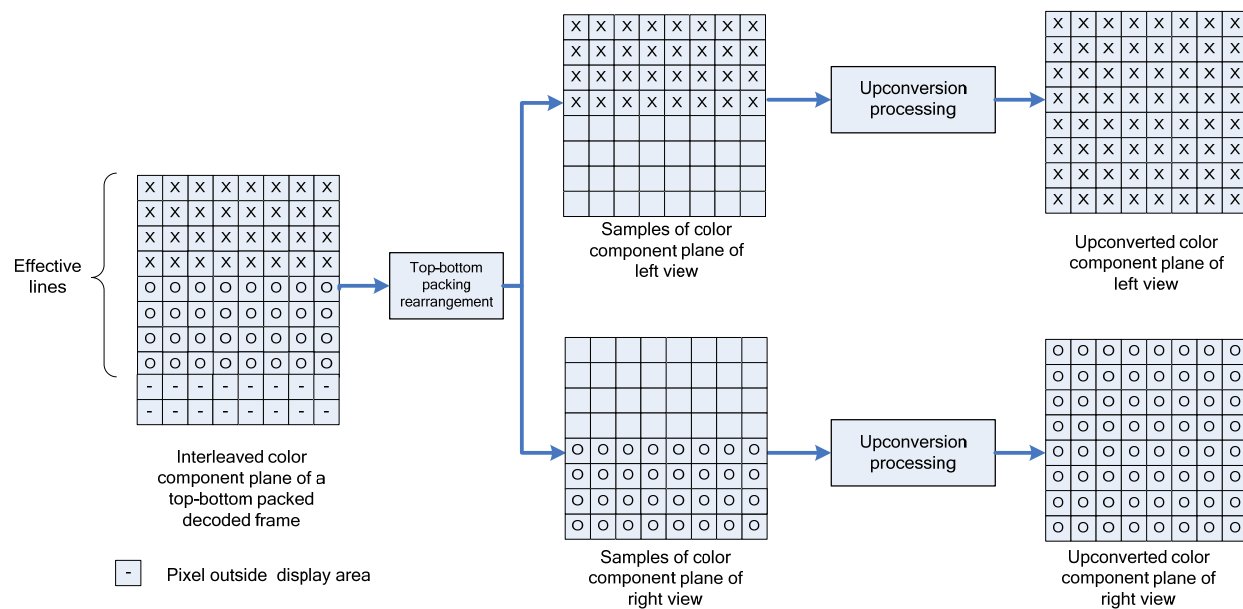 X X X X X X X X
X X X X X X X X
X X X X X X X X
X X X X X X X X
Samples of color
component plane of
left view
Upconversion
processing
X X X X X X X X
X X X X X X X X
X X X X X X X X
X X X X X X X X
X X X X X X X X
X X X X X X X X
X X X X X X X X
X X X X X X X X
Upconverted color
component plane of
left view
Effective
lines
X X X X X X X X
X X X X X X X X
X X X X X X X X
X X X X X X X X
O O O O O O O O
O O O O O O O O
O O O O O O O O
O O O O O O O O
- - - - - - - -
- - - - - - - -
Interleaved color
component plane of a
top-bottom packed
decoded frame
Top-bottom
packing
rearrangement
O O O O O O O O
O O O O O O O O
O O O O O O O O
O O O O O O O O
Samples of color
component plane of
right view
Upconversion
processing
O O O O O O O O
O O O O O O O O
O O O O O O O O
O O O O O O O O
O O O O O O O O
O O O O O O O O
O O O O O O O O
O O O O O O O O
Upconverted color
component plane of
right view
- Pixel outside display area